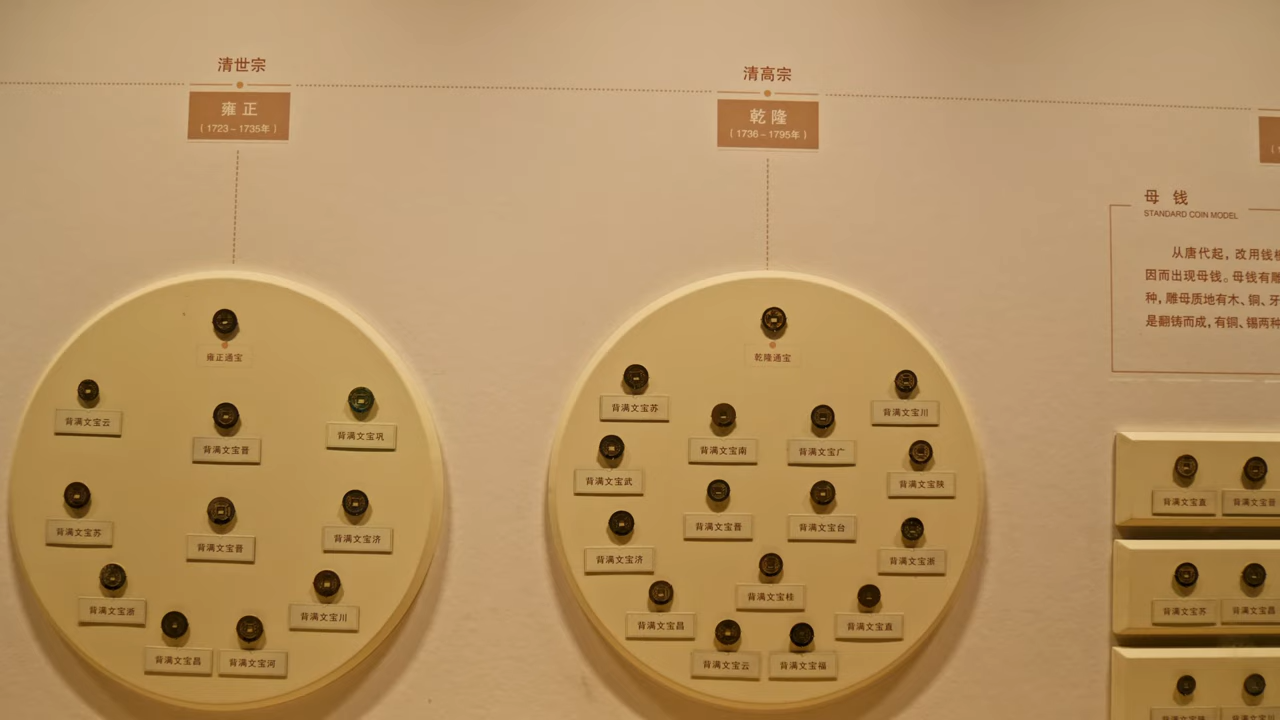 清世宗
雍正
(1723–1735年)
雍正通宝
背满文宝云
背满文宝晋
背满文宝巩
背满文宝苏
背满文宝晋
背满文宝济
背满文宝浙
背满文宝川
背满文宝昌
背满文宝河
清高宗
乾隆
(1736–1795年)
乾隆通宝
背满文宝苏
背满文宝川
背满文宝南
背满文宝广
背满文宝武
背满文宝陕
背满文宝晋
背满文宝台
背满文宝济
背满文宝浙
背满文宝桂
背满文宝昌
背满文宝直
背满文宝云
背满文宝福
母 钱
STANDARD COIN MODEL
从唐代起,改用钱
因而出现母钱。母钱有雕
种,雕母质地有木、铜、牙
是翻铸而成,有铜、锡两种
背满文宝直
背满文宝晋
背满文宝苏
背满文宝昌